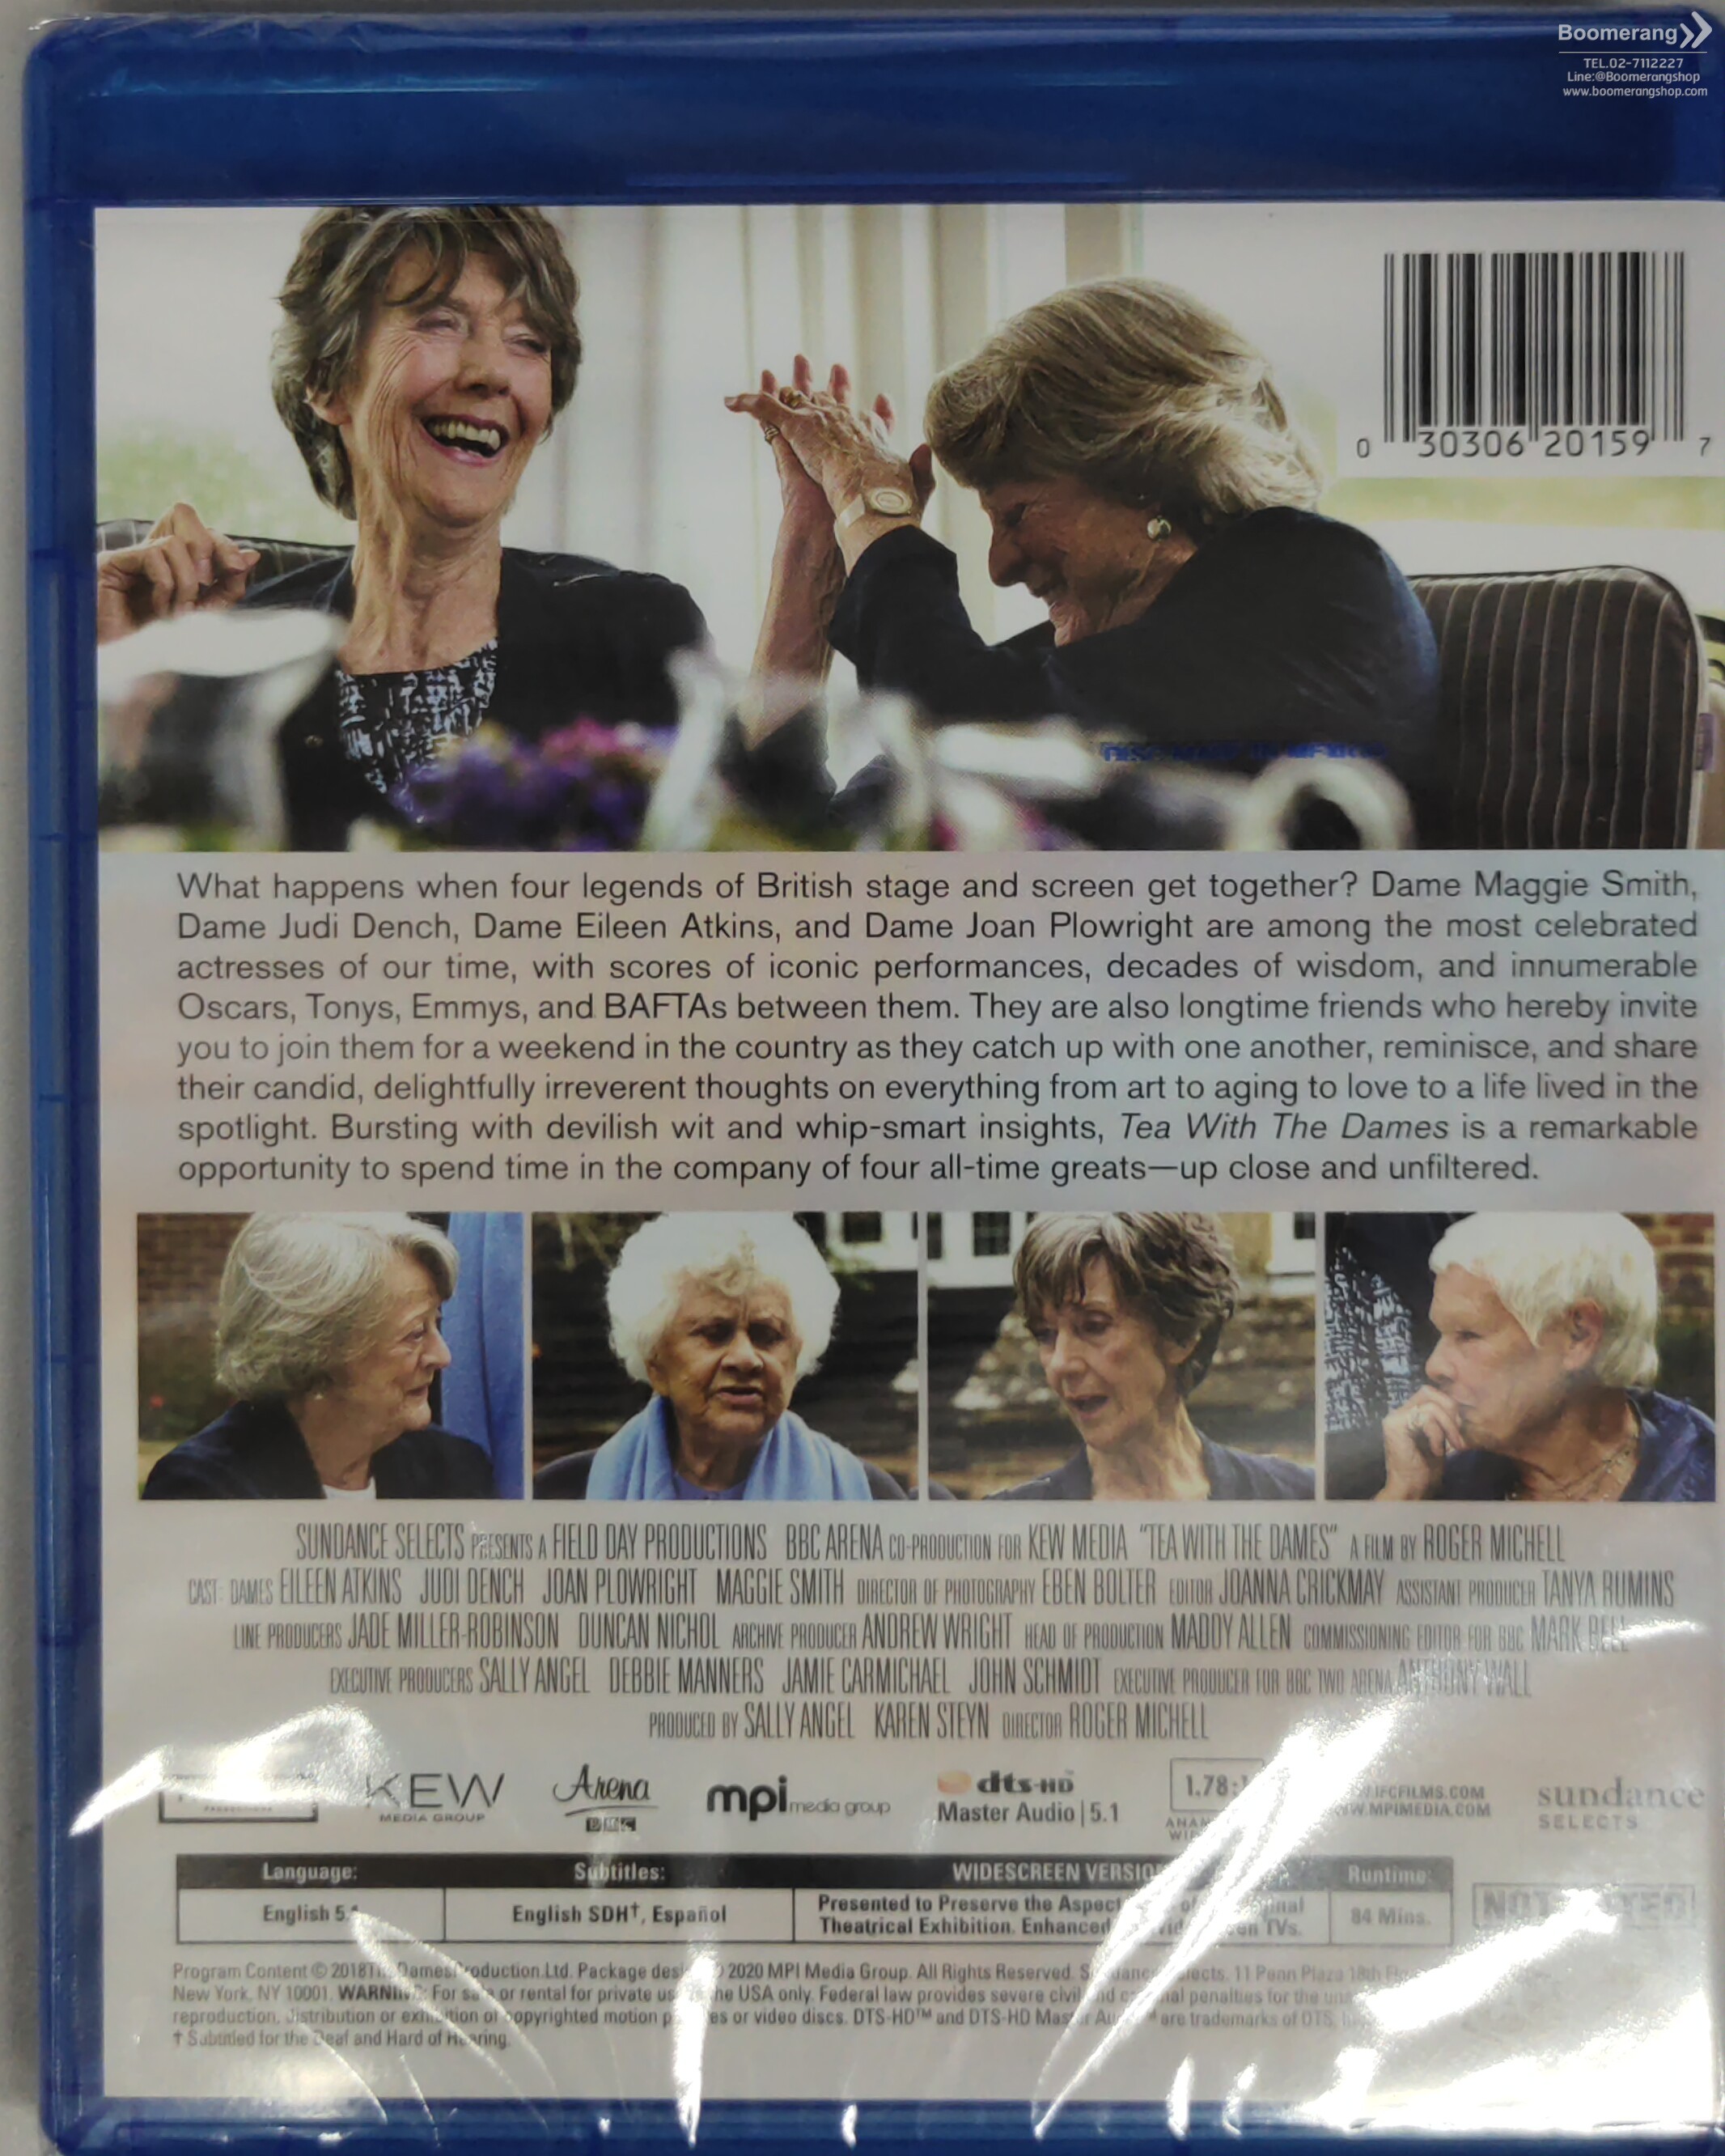 Boomerang
TEL.02-7112227
Line:@Boomerangshop
www.boomerangshop.com
0 30306 20159 7
What happens when four legends of British stage and screen get together? Dame Maggie Smith,
Dame Judi Dench, Dame Eileen Atkins, and Dame Joan Plowright are among the most celebrated
actresses of our time, with scores of iconic performances, decades of wisdom, and innumerable
Oscars, Tonys, Emmys, and BAFTAs between them. They are also longtime friends who hereby invite
you to join them for a weekend in the country as they catch up with one another, reminisce, and share
their candid, delightfully irreverent thoughts on everything from art to aging to love to a life lived in the
spotlight. Bursting with devilish wit and whip-smart insights, Tea With The Dames is a remarkable
opportunity to spend time in the company of four all-time greats—up close and unfiltered.
SUNDANCE SELECTS PRESENTS A FIELD DAY PRODUCTIONS BBC ARENA CO-PRODUCTION FOR KEW MEDIA "TEA WITH THE DAMES" A FILM BY ROGER MICHELL
CAST: DAMES EILEEN ATKINS JUDI DENCH JOAN PLOWRIGHT MAGGIE SMITH DIRECTOR OF PHOTOGRAPHY EBEN BOLTER EDITOR JOANNA CRICKMAY ASSISTANT PRODUCER TANYA RUMINS
LINE PRODUCERS JADE MILLER-ROBINSON DUNCAN NICHOL ARCHIVE PRODUCER ANDREW WRIGHT HEAD OF PRODUCTION MADDY ALLEN COMMISSIONING EDITOR FOR BBC MARK BELL
EXECUTIVE PRODUCERS SALLY ANGEL DEBBIE MANNERS JAMIE CARMICHAEL JOHN SCHMIDT EXECUTIVE PRODUCER FOR BBC TWO ARENA ANTHONY WALL
PRODUCED BY SALLY ANGEL KAREN STEYN DIRECTOR ROGER MICHELL
KEW
MEDIA GROUP
Arena
BBC
mpi media group
dts-HD
Master Audio | 5.1
1.78:1
IFCFILMS.COM
WWW.MPIMEDIA.COM
sundance
SELECTS
Language: Subtitles: WIDESCREEN VERSION Runtime:
English 5.1 English SDH†, Español
Presented to Preserve the Aspect of
Theatrical Exhibition. Enhanced TVs.
84 Mins.
NOT RATED
Program Content © 2018 Production Ltd. Package 2020 MPI Media Group. All Rights Reserved. 11 Penn Plaza 18th
New York, NY 10001. WARNING: For sale or rental for private use the USA only. Federal law provides severe civil and penalties for the
reproduction, distribution or exhibition of copyrighted motion or video discs. DTS-HD™ and DTS-HD Master are trademarks of DTS,
† Subtitled for the Deaf and Hard of Hearing.